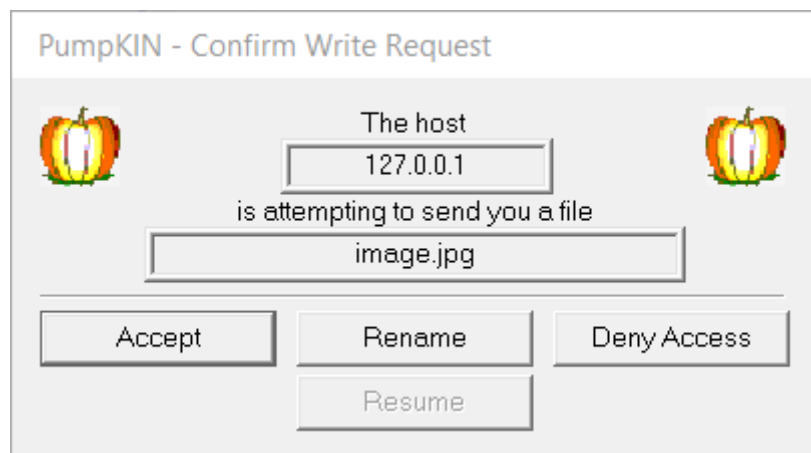 PumpKIN - Confirm Write Request
The host
127.0.0.1
is attempting to send you a file
image.jpg
Accept
Rename
Deny Access
Resume